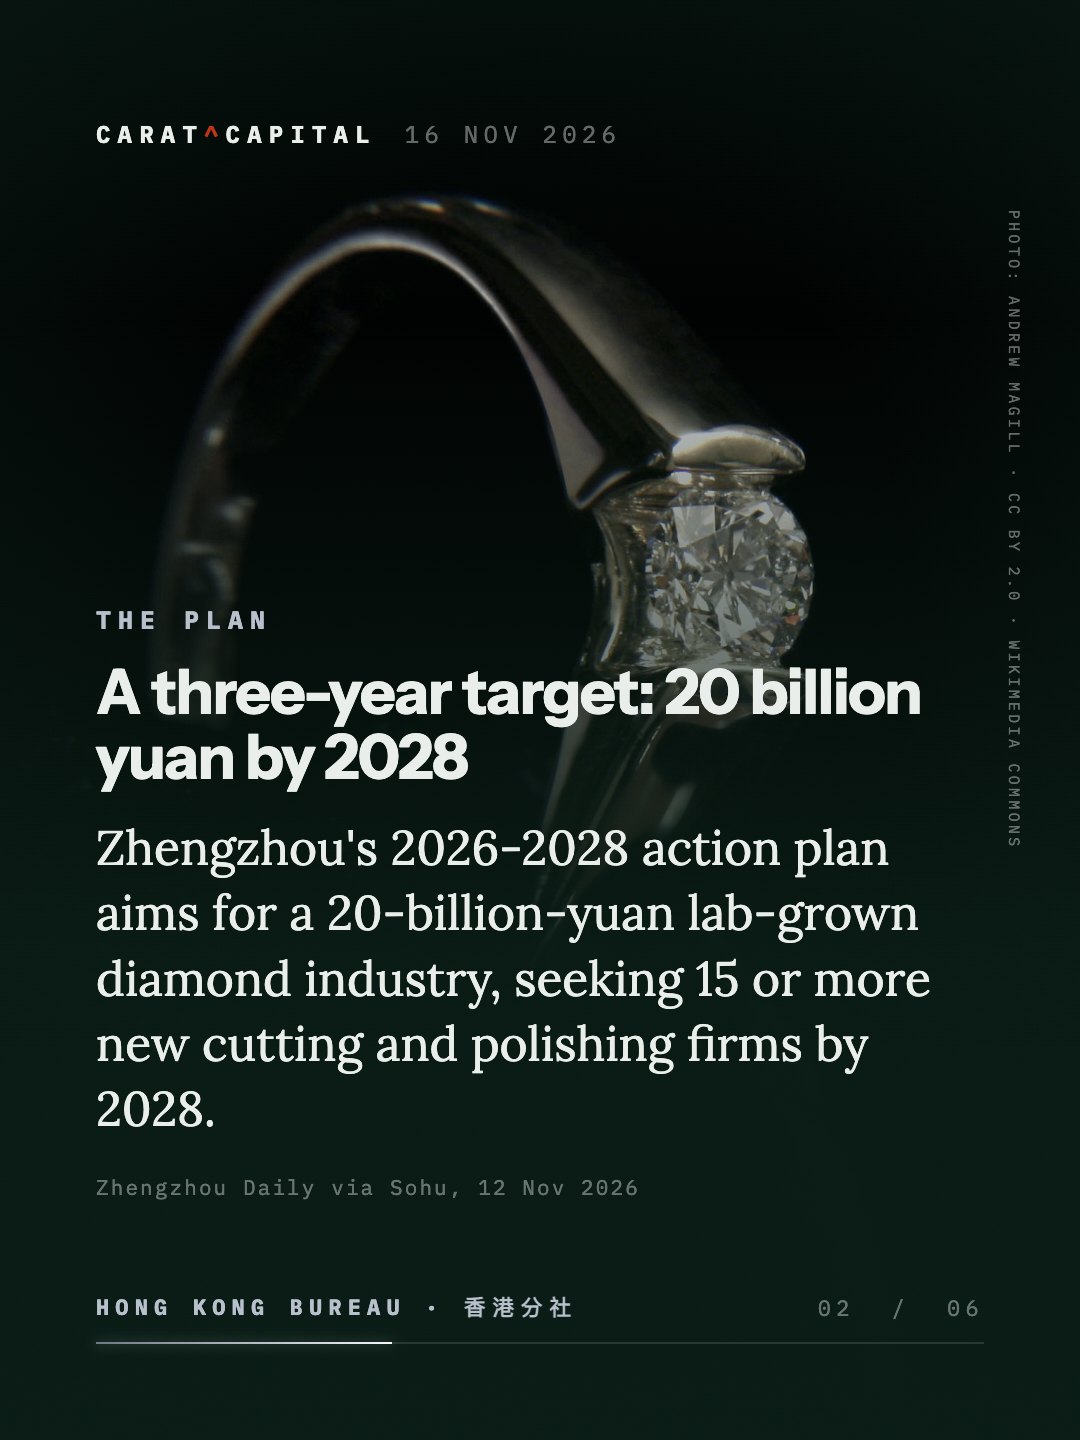 CARAT^CAPITAL 16 NOV 2026
PHOTO: ANDREW MAGILL · CC BY 2.0 · WIKIMEDIA COMMONS
THE PLAN
A three-year target: 20 billion
yuan by 2028
Zhengzhou's 2026-2028 action plan
aims for a 20-billion-yuan lab-grown
diamond industry, seeking 15 or more
new cutting and polishing firms by
2028.
Zhengzhou Daily via Sohu, 12 Nov 2026
HONG KONG BUREAU · 香港分社
02 / 06